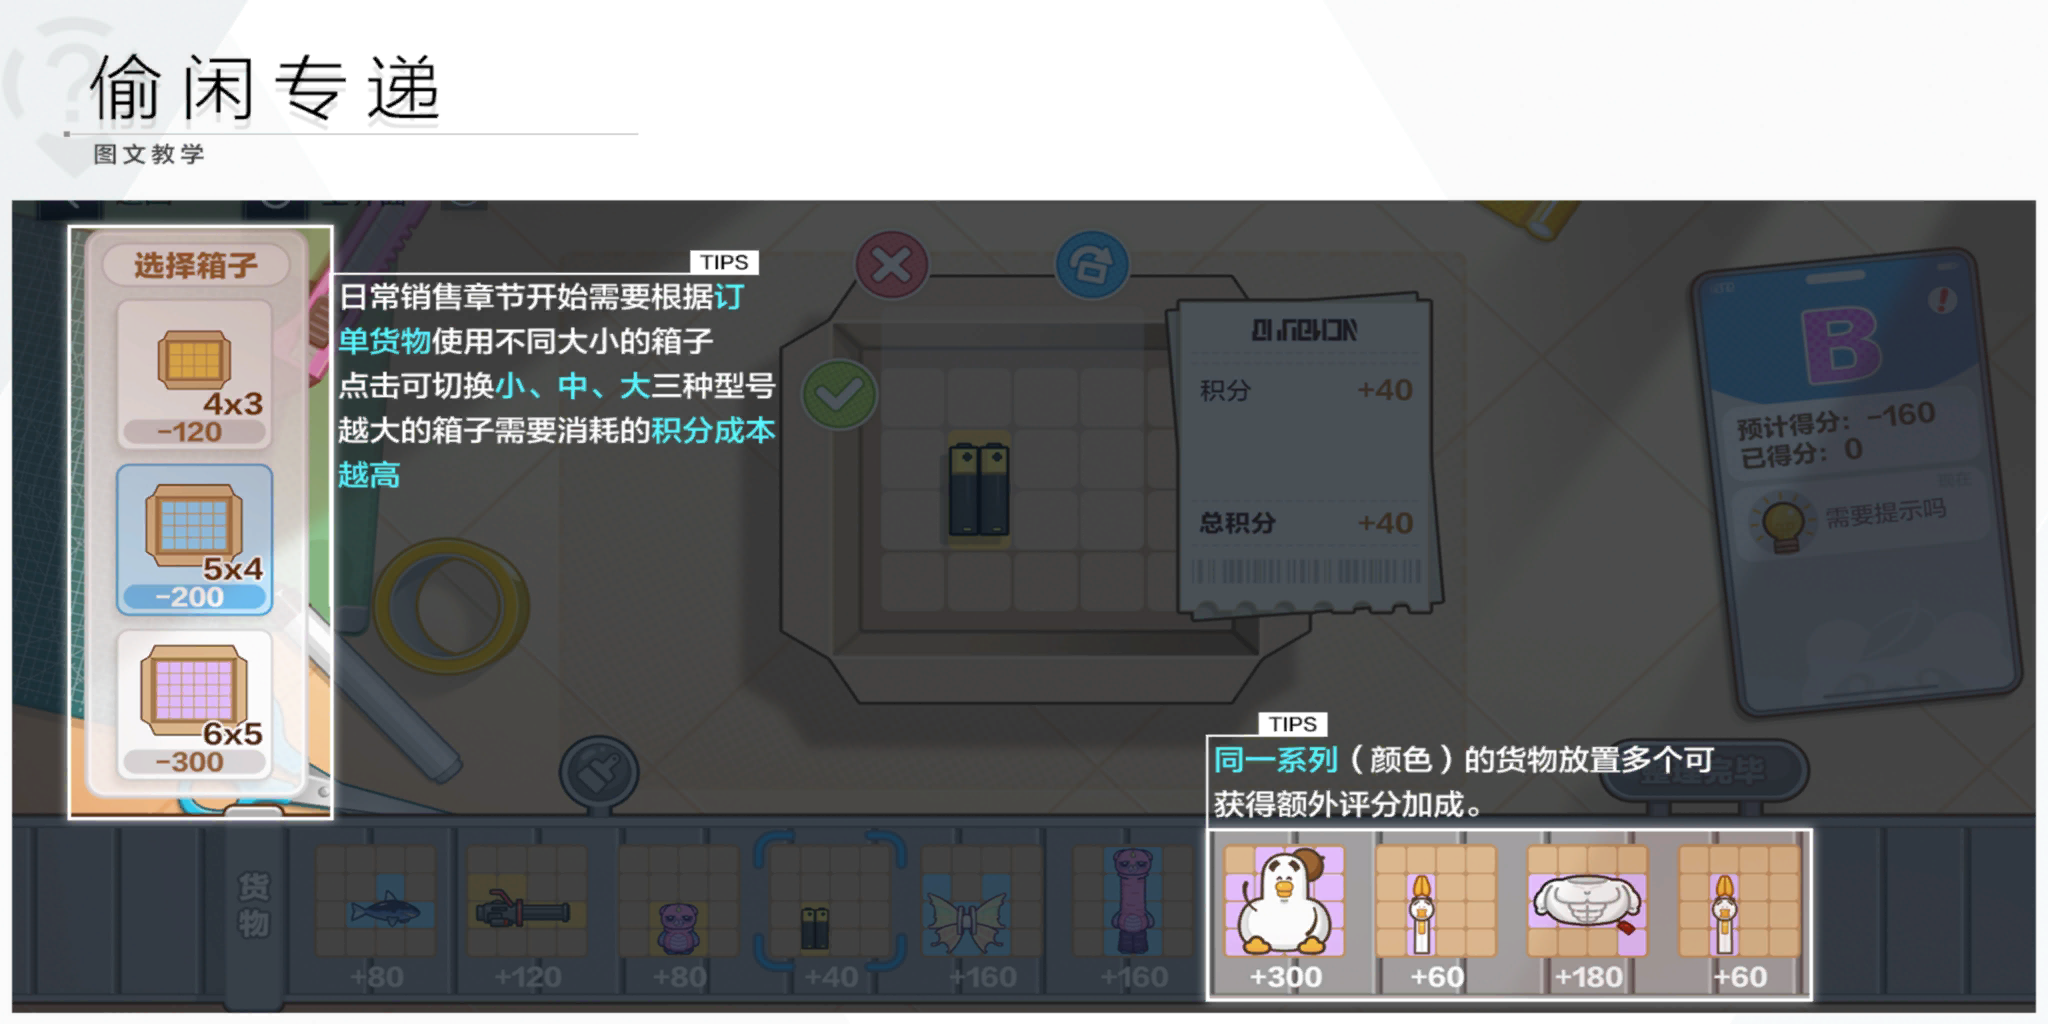 偷闲专递
图文教学
选择箱子
4x3
-120
5x4
-200
6x5
-300
TIPS
日常销售章节开始需要根据订
单货物使用不同大小的箱子
点击可切换小、中、大三种型号
越大的箱子需要消耗的积分成本
越高
积分 +40
总积分 +40
B
预计得分: -160
已得分: 0
现在
需要提示吗
TIPS
同一系列（颜色）的货物放置多个可
获得额外评分加成。
整理完毕
货物
+80
+120
+80
+40
+160
+160
+300
+60
+180
+60